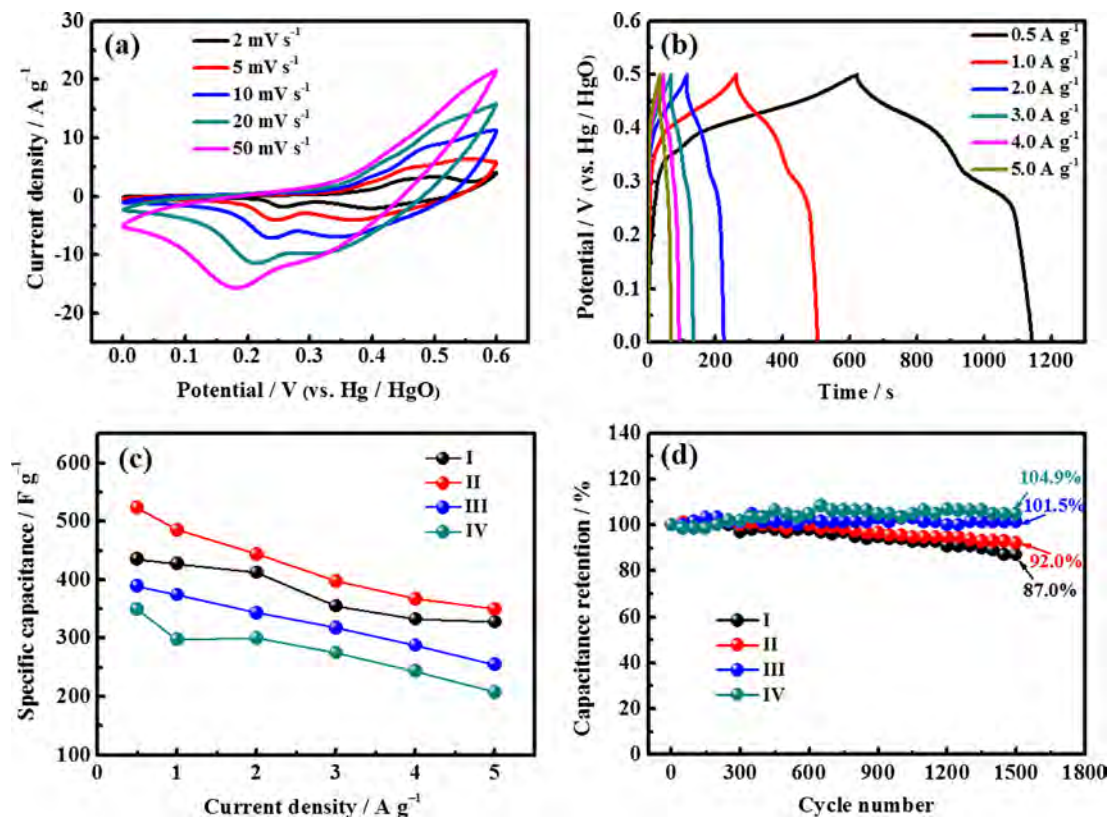 (a)
2 mV s⁻¹
5 mV s⁻¹
10 mV s⁻¹
20 mV s⁻¹
50 mV s⁻¹
Current density / A g⁻¹
30
20
10
0
-10
-20
0.0 0.1 0.2 0.3 0.4 0.5 0.6
Potential / V (vs. Hg / HgO)
(b)
0.5 A g⁻¹
1.0 A g⁻¹
2.0 A g⁻¹
3.0 A g⁻¹
4.0 A g⁻¹
5.0 A g⁻¹
Potential / V (vs. Hg / HgO)
0.6
0.5
0.4
0.3
0.2
0.1
0.0
0 200 400 600 800 1000 1200
Time / s
(c)
I
II
III
IV
Specific capacitance / F g⁻¹
600
500
400
300
200
100
0 1 2 3 4 5
Current density / A g⁻¹
(d)
104.9%
101.5%
92.0%
87.0%
I
II
III
IV
Capacitance retention / %
140
120
100
80
60
40
20
0
0 300 600 900 1200 1500 1800
Cycle number